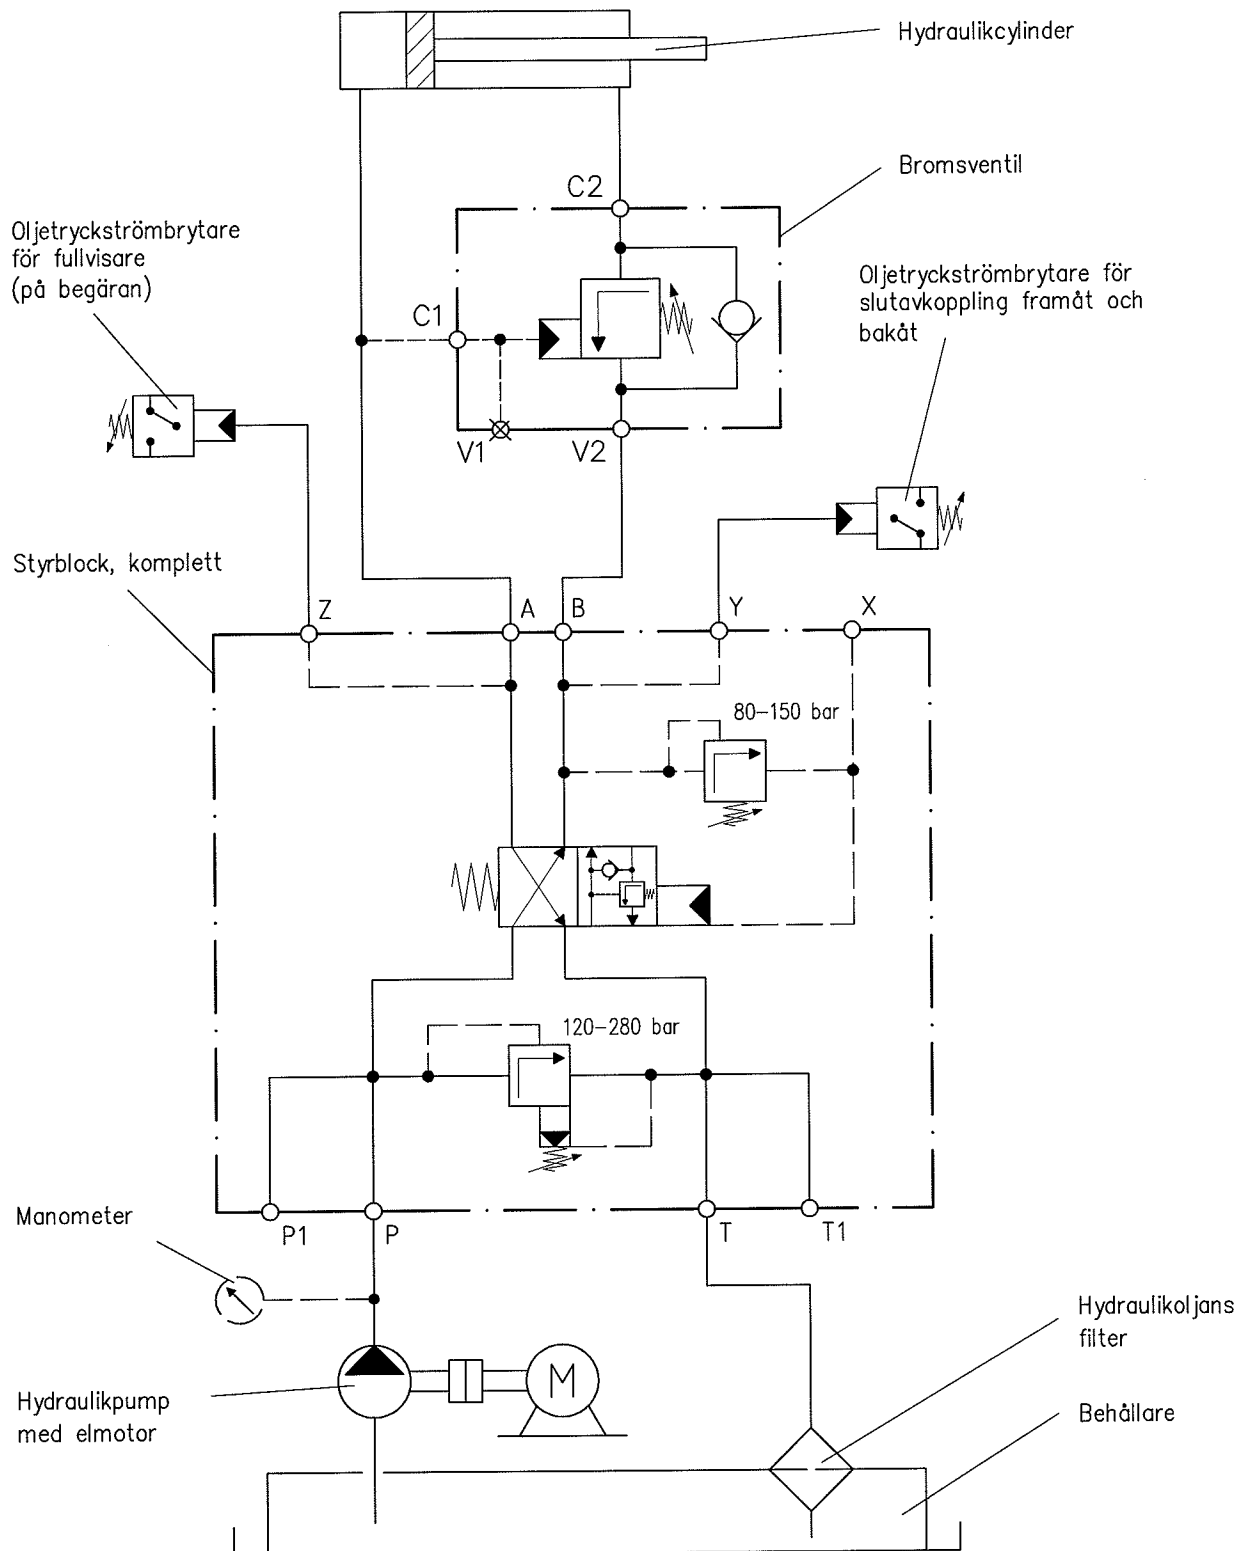 Hydraulikcylinder
Bromsventil
C2
Oljetryckströmbrytare
för fullvisare
(på begäran)
Oljetryckströmbrytare för
slutavkoppling framåt och
bakåt
C1
V1
V2
Styrblock, komplett
Z
A
B
Y
X
80–150 bar
120–280 bar
Manometer
P1
P
T
T1
Hydraulikoljans
filter
M
Hydraulikpump
med elmotor
Behållare